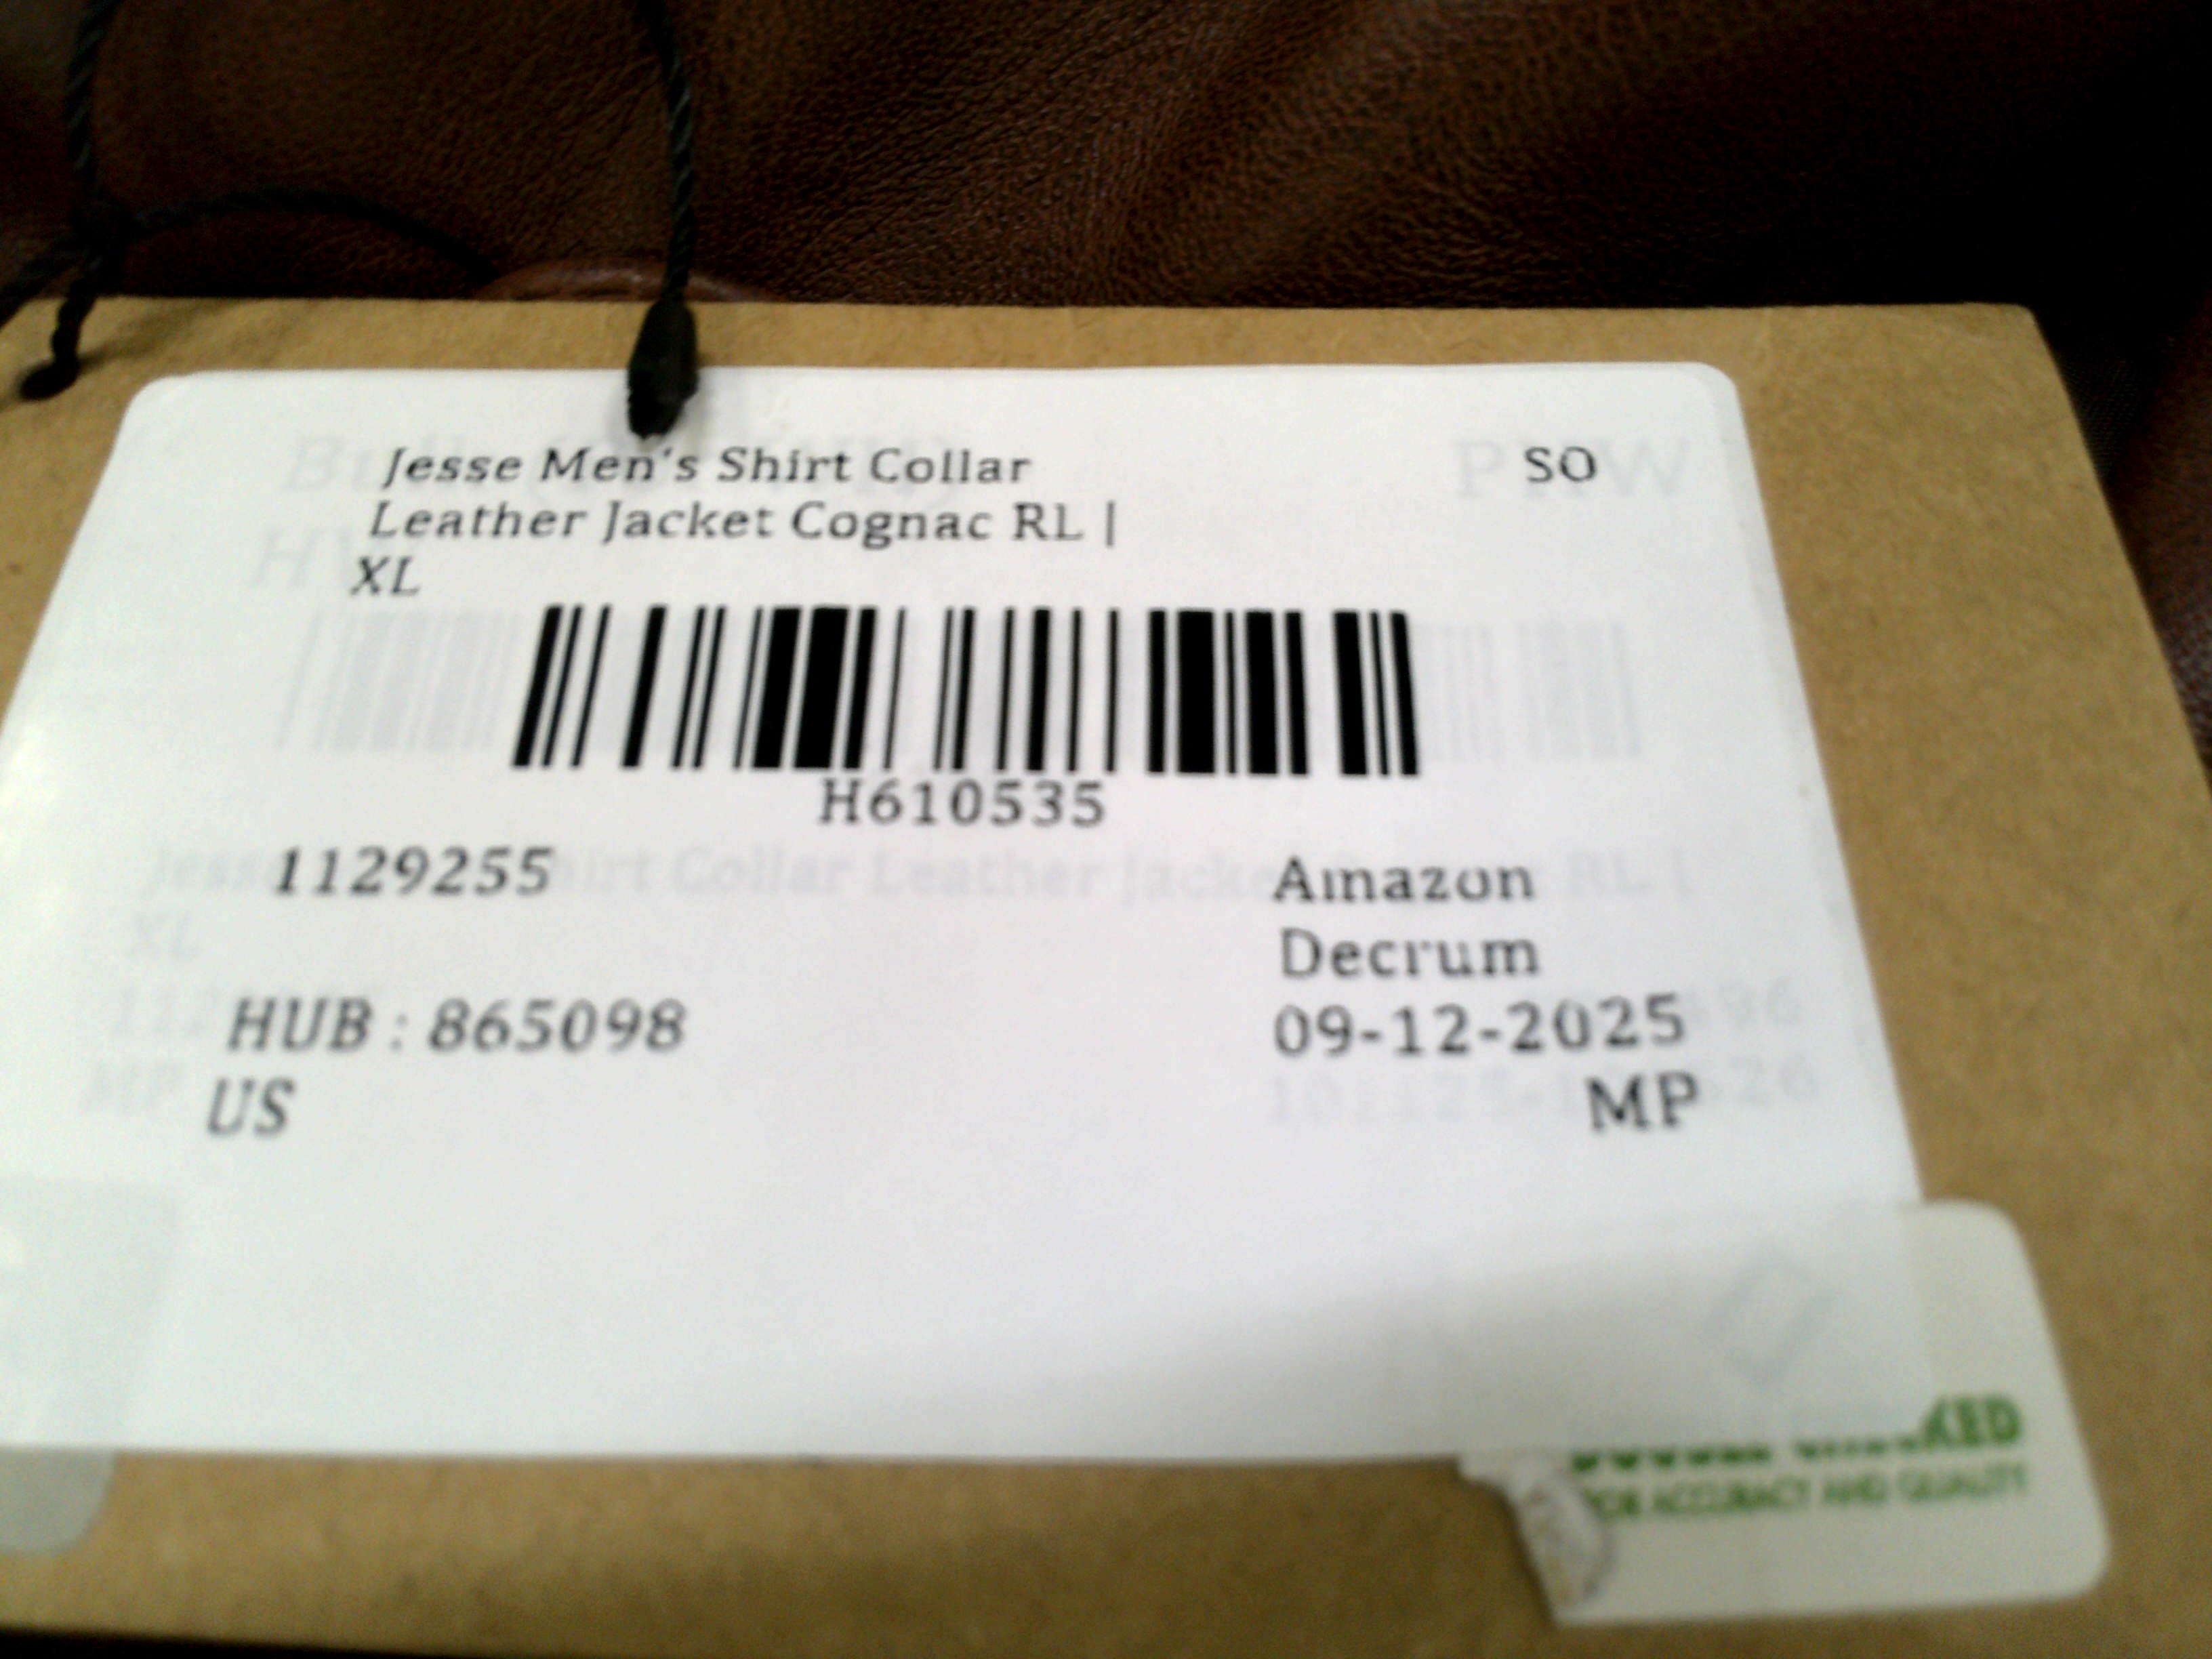 Jesse Men's Shirt Collar
Leather Jacket Cognac RL |
XL
SO
H610535
1129255
Amazon
Decrum
HUB : 865098
09-12-2025
US
MP
FOR ACCURACY AND QUALITY